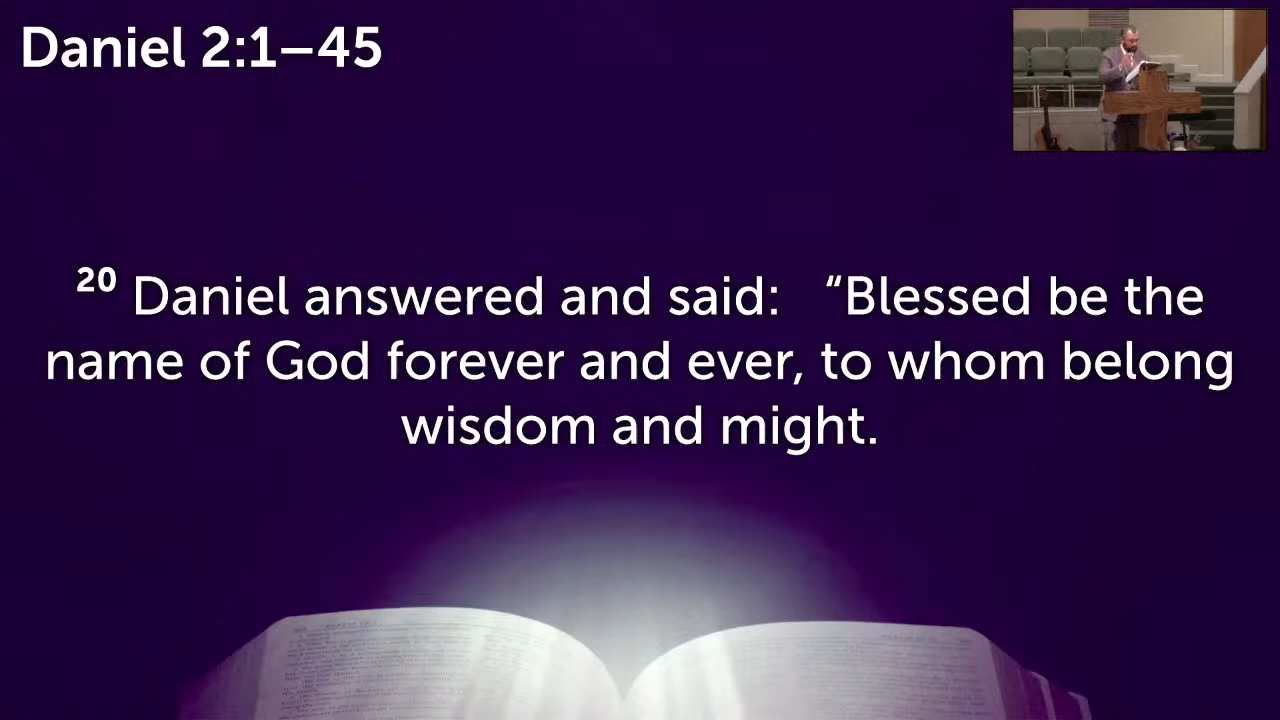 Daniel 2:1–45
20 Daniel answered and said:   “Blessed be the
name of God forever and ever, to whom belong
wisdom and might.